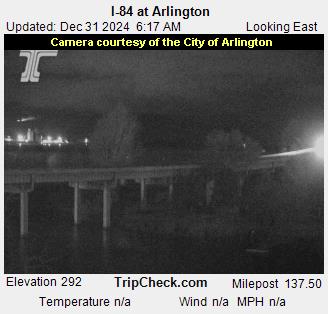 I-84 at Arlington
Updated: Dec 31 2024 6:17 AM Looking East
Camera courtesy of the City of Arlington
Elevation 292 TripCheck.com Milepost 137.50
Temperature n/a Wind n/a MPH n/a